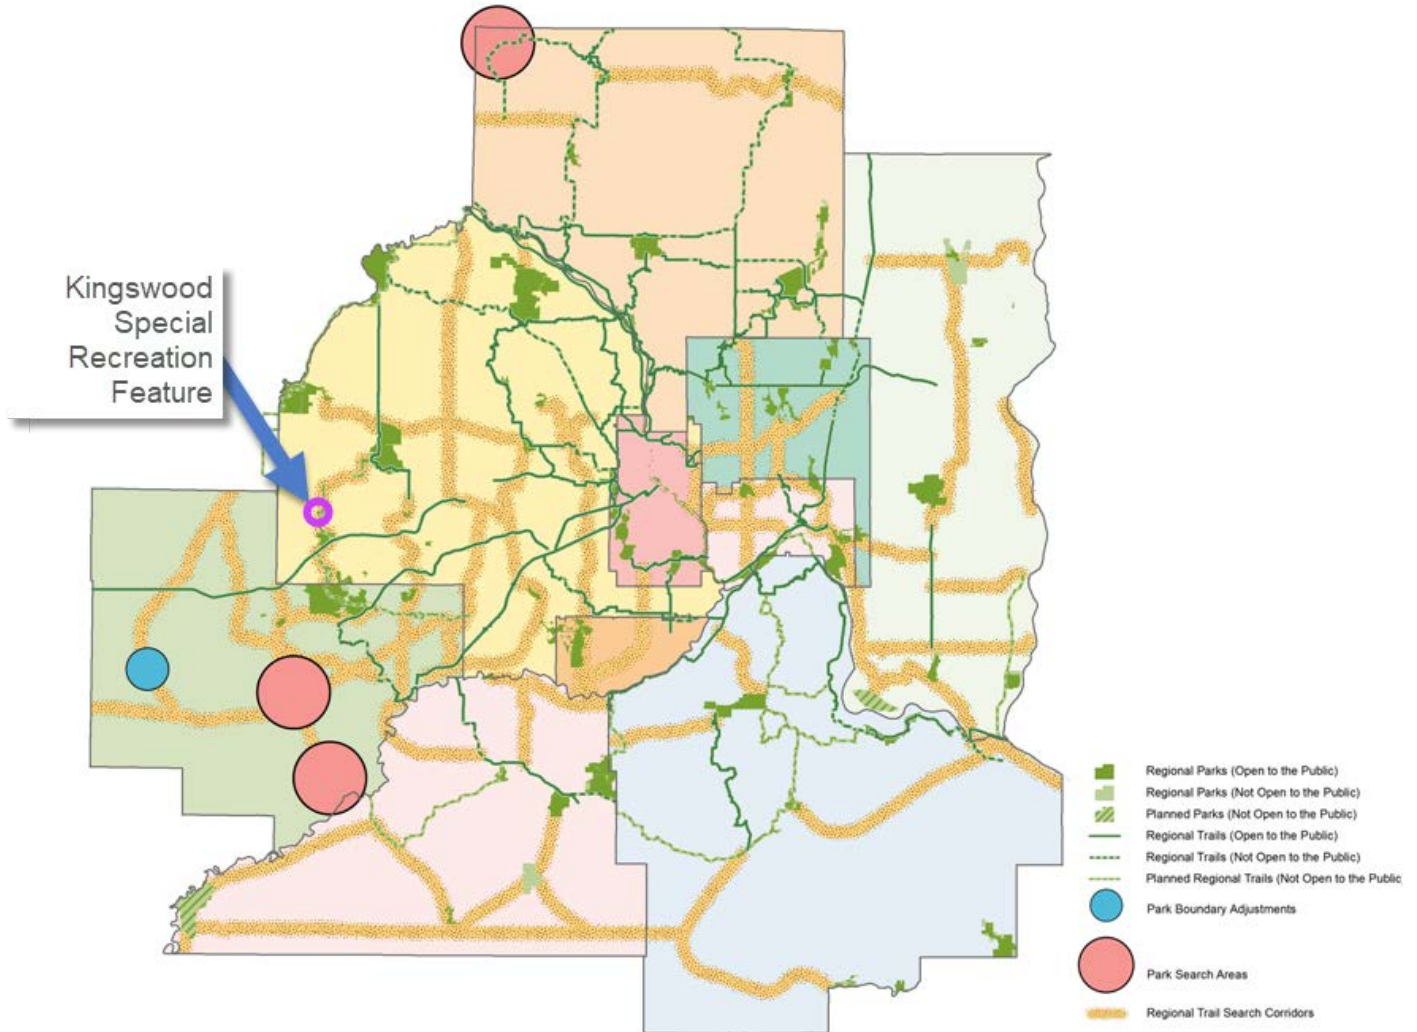 Kingswood
Special
Recreation
Feature
Regional Parks (Open to the Public)
Regional Parks (Not Open to the Public)
Planned Parks (Not Open to the Public)
Regional Trails (Open to the Public)
Regional Trails (Not Open to the Public)
Planned Regional Trails (Not Open to the Public
Park Boundary Adjustments
Park Search Areas
Regional Trail Search Corridors